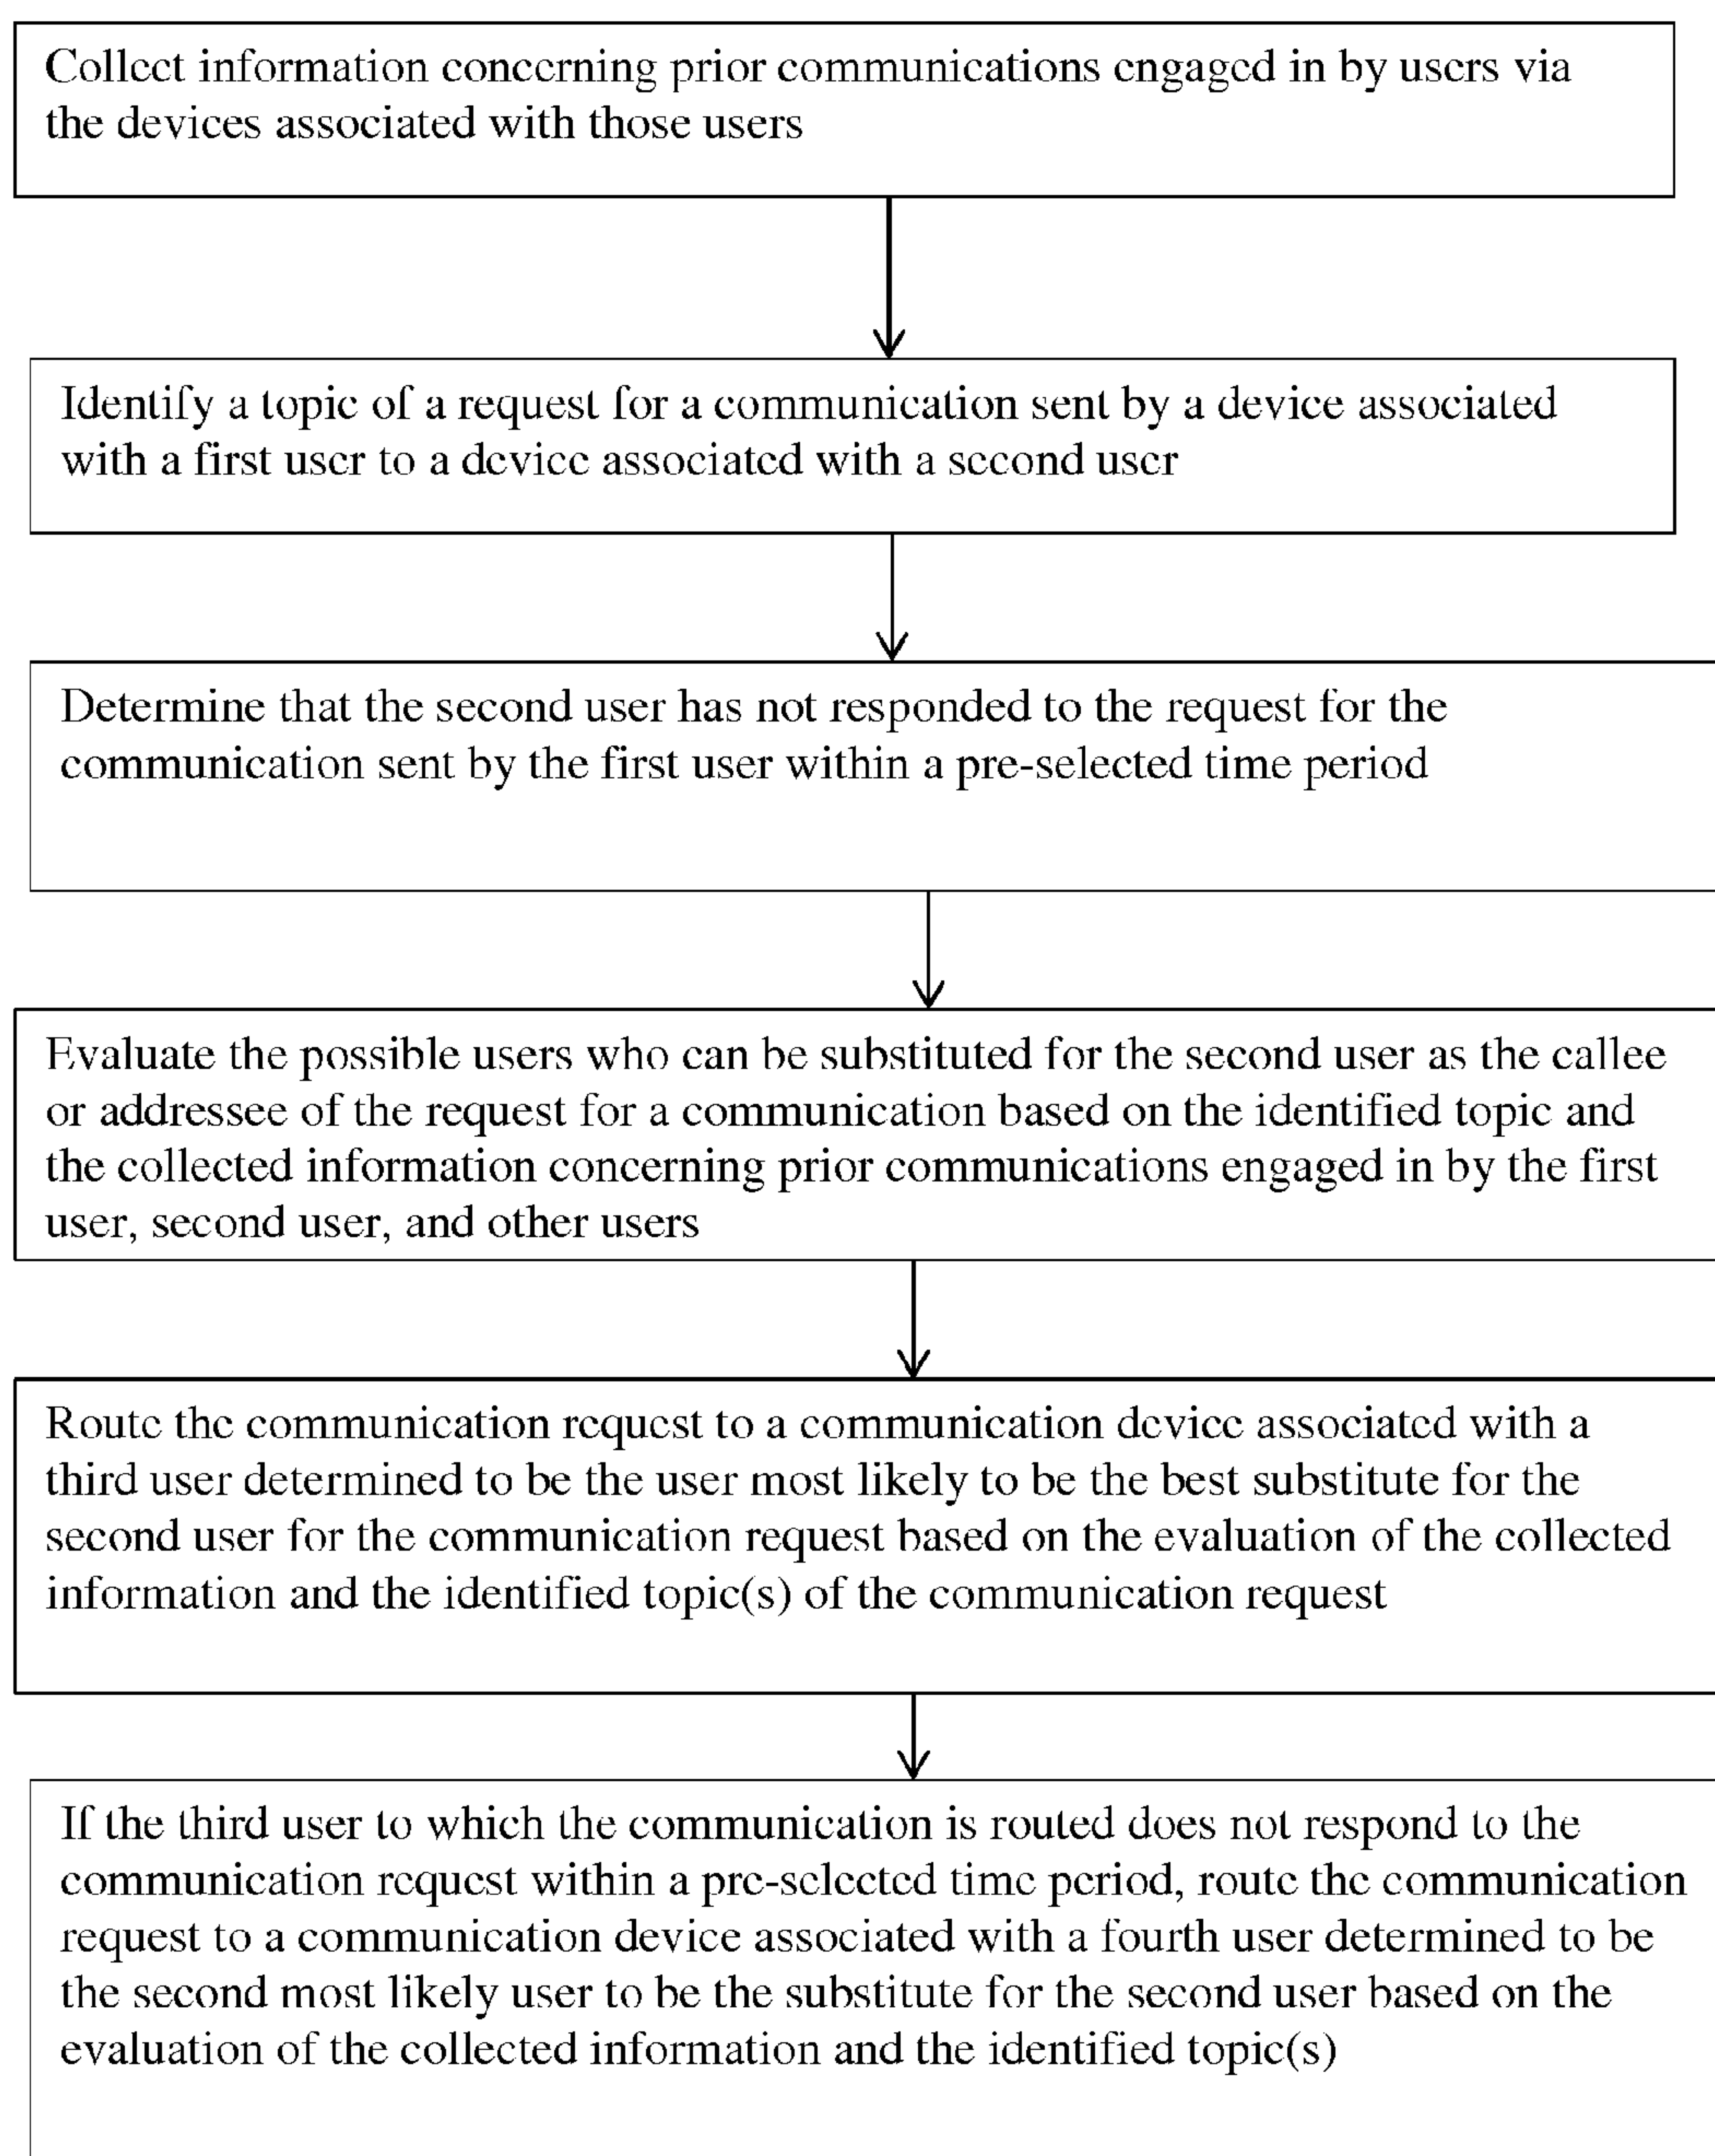 Collect information concerning prior communications engaged in by users via
the devices associated with those users
Identify a topic of a request for a communication sent by a device associated
with a first user to a device associated with a second user
Determine that the second user has not responded to the request for the
communication sent by the first user within a pre-selected time period
Evaluate the possible users who can be substituted for the second user as the callee
or addressee of the request for a communication based on the identified topic and
the collected information concerning prior communications engaged in by the first
user, second user, and other users
Route the communication request to a communication device associated with a
third user determined to be the user most likely to be the best substitute for the
second user for the communication request based on the evaluation of the collected
information and the identified topic(s) of the communication request
If the third user to which the communication is routed does not respond to the
communication request within a pre-selected time period, route the communication
request to a communication device associated with a fourth user determined to be
the second most likely user to be the substitute for the second user based on the
evaluation of the collected information and the identified topic(s)